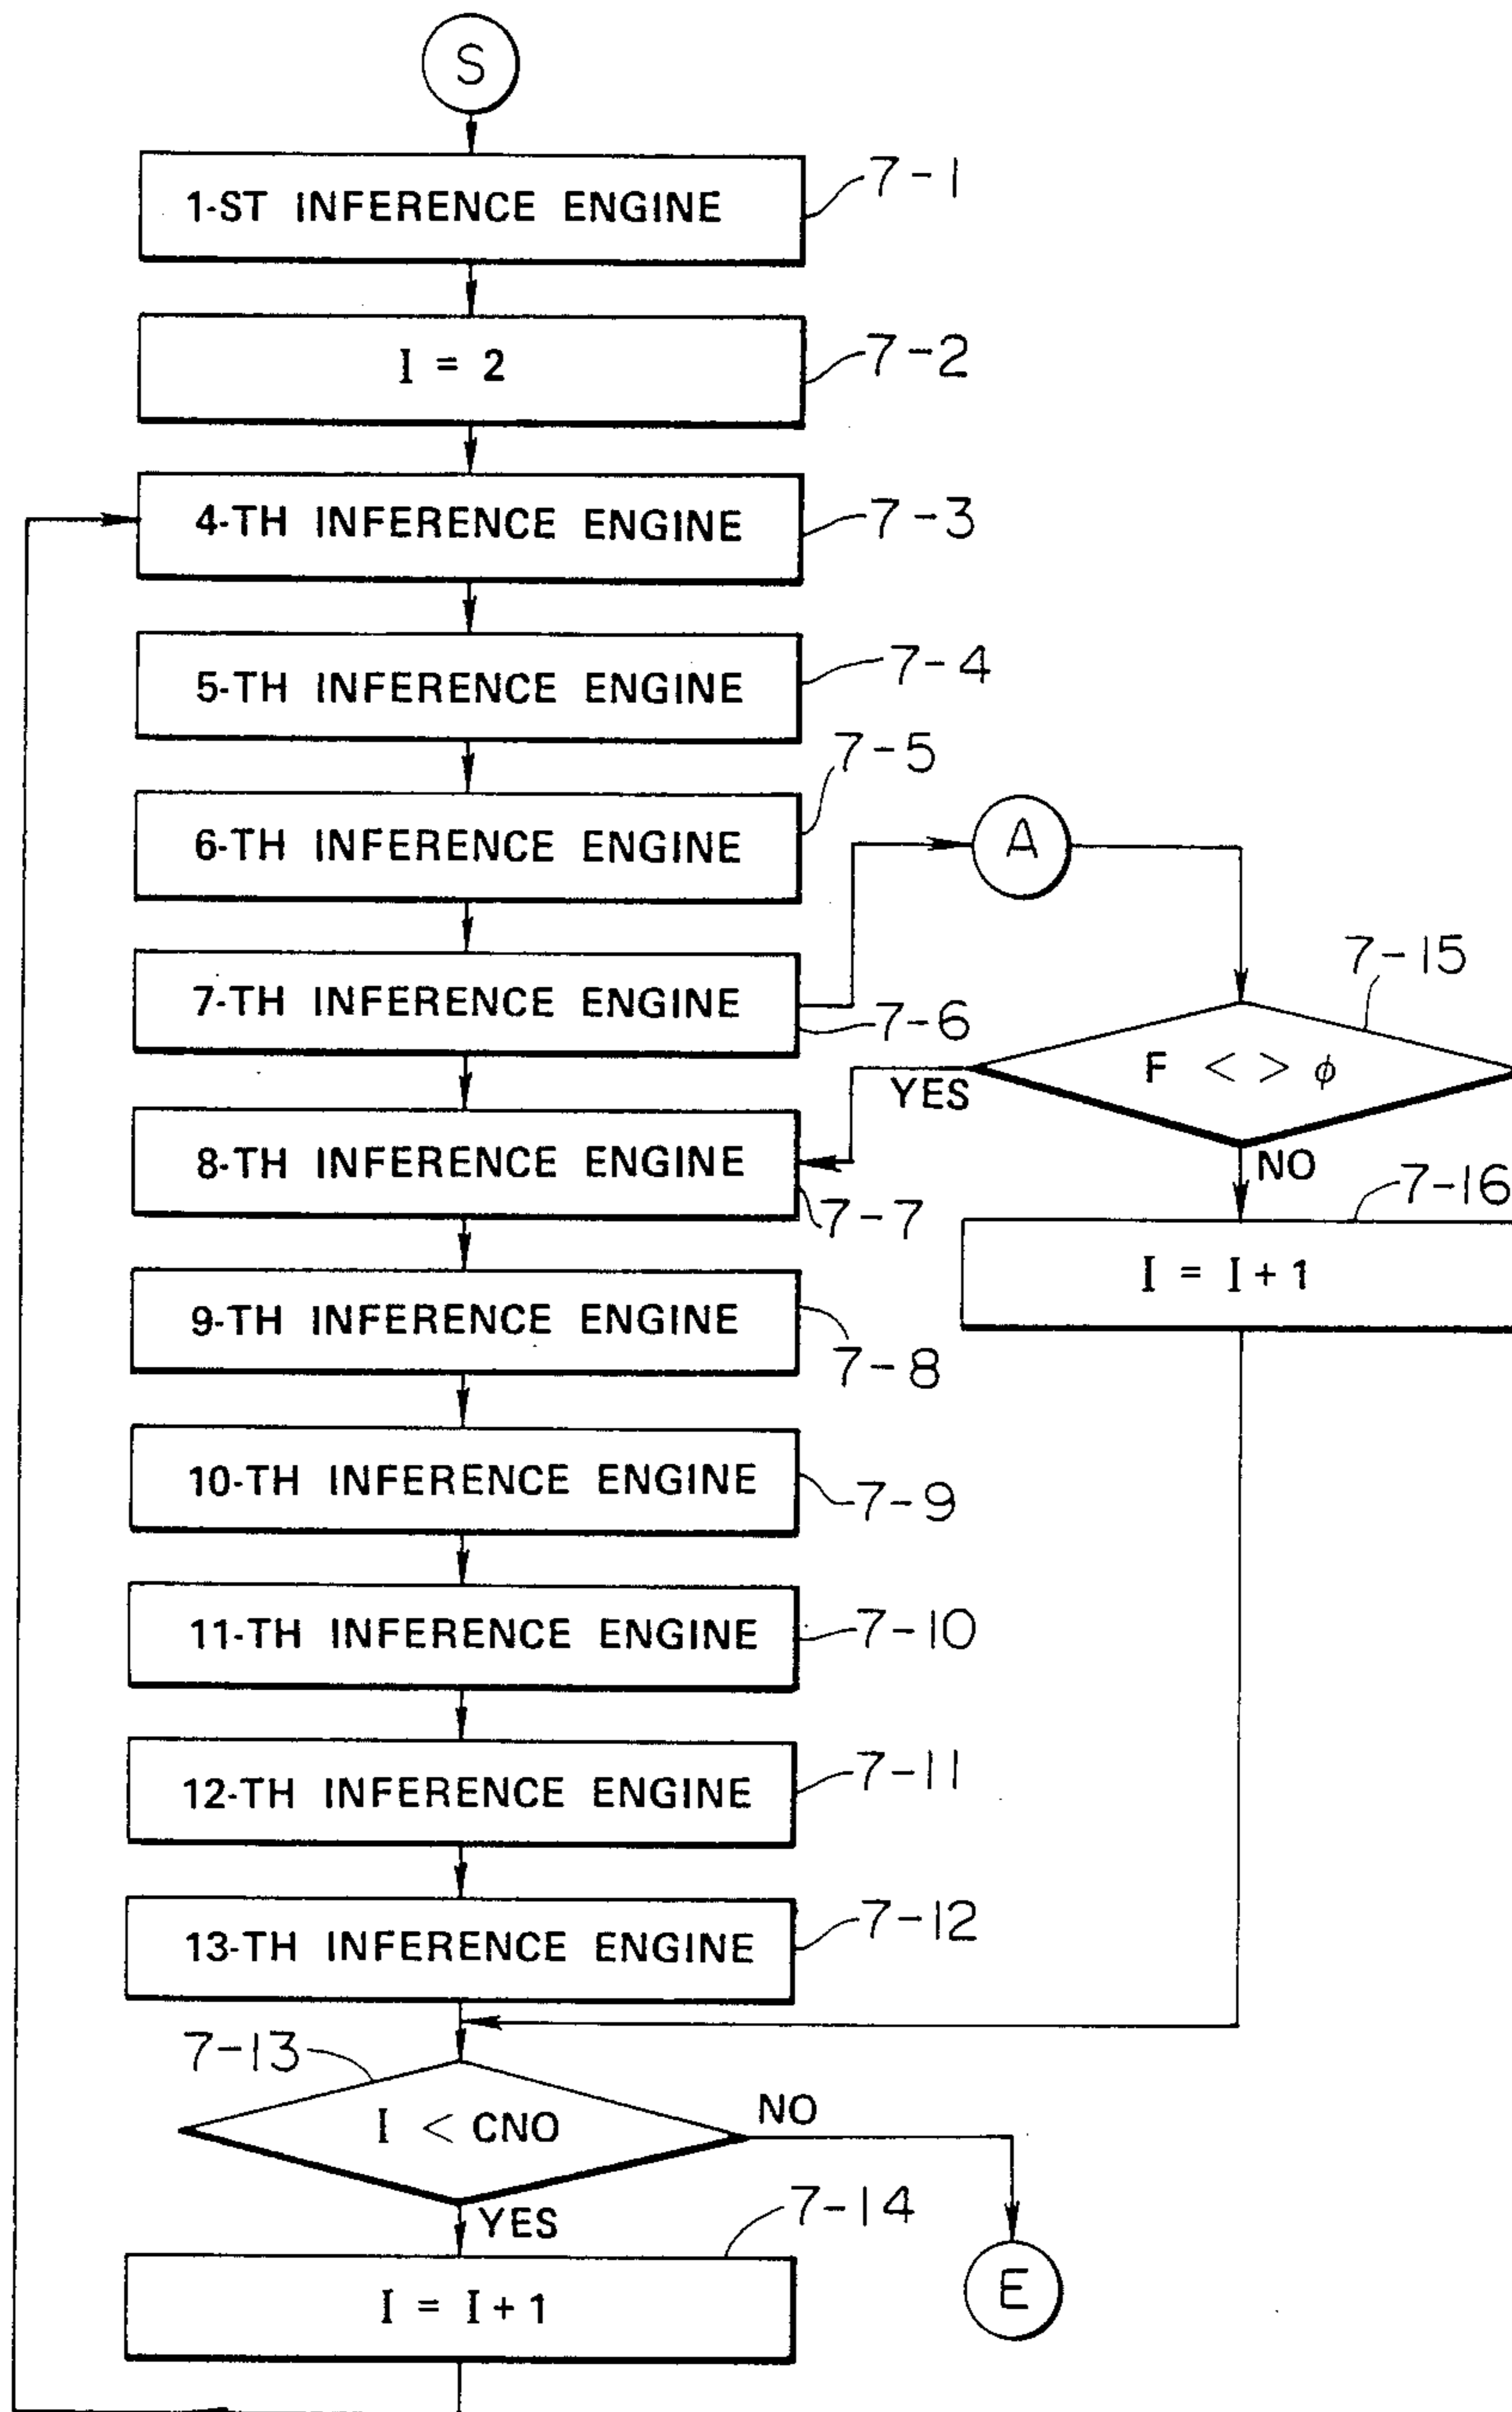 S
1-ST INFERENCE ENGINE
7-1
I = 2
7-2
4-TH INFERENCE ENGINE
7-3
5-TH INFERENCE ENGINE
7-4
7-5
6-TH INFERENCE ENGINE
A
7-TH INFERENCE ENGINE
7-6
7-15
F < > φ
YES
NO
8-TH INFERENCE ENGINE
7-7
7-16
I = I + 1
9-TH INFERENCE ENGINE
7-8
10-TH INFERENCE ENGINE
7-9
11-TH INFERENCE ENGINE
7-10
12-TH INFERENCE ENGINE
7-11
13-TH INFERENCE ENGINE
7-12
7-13
I < CNO
NO
YES
7-14
I = I + 1
E